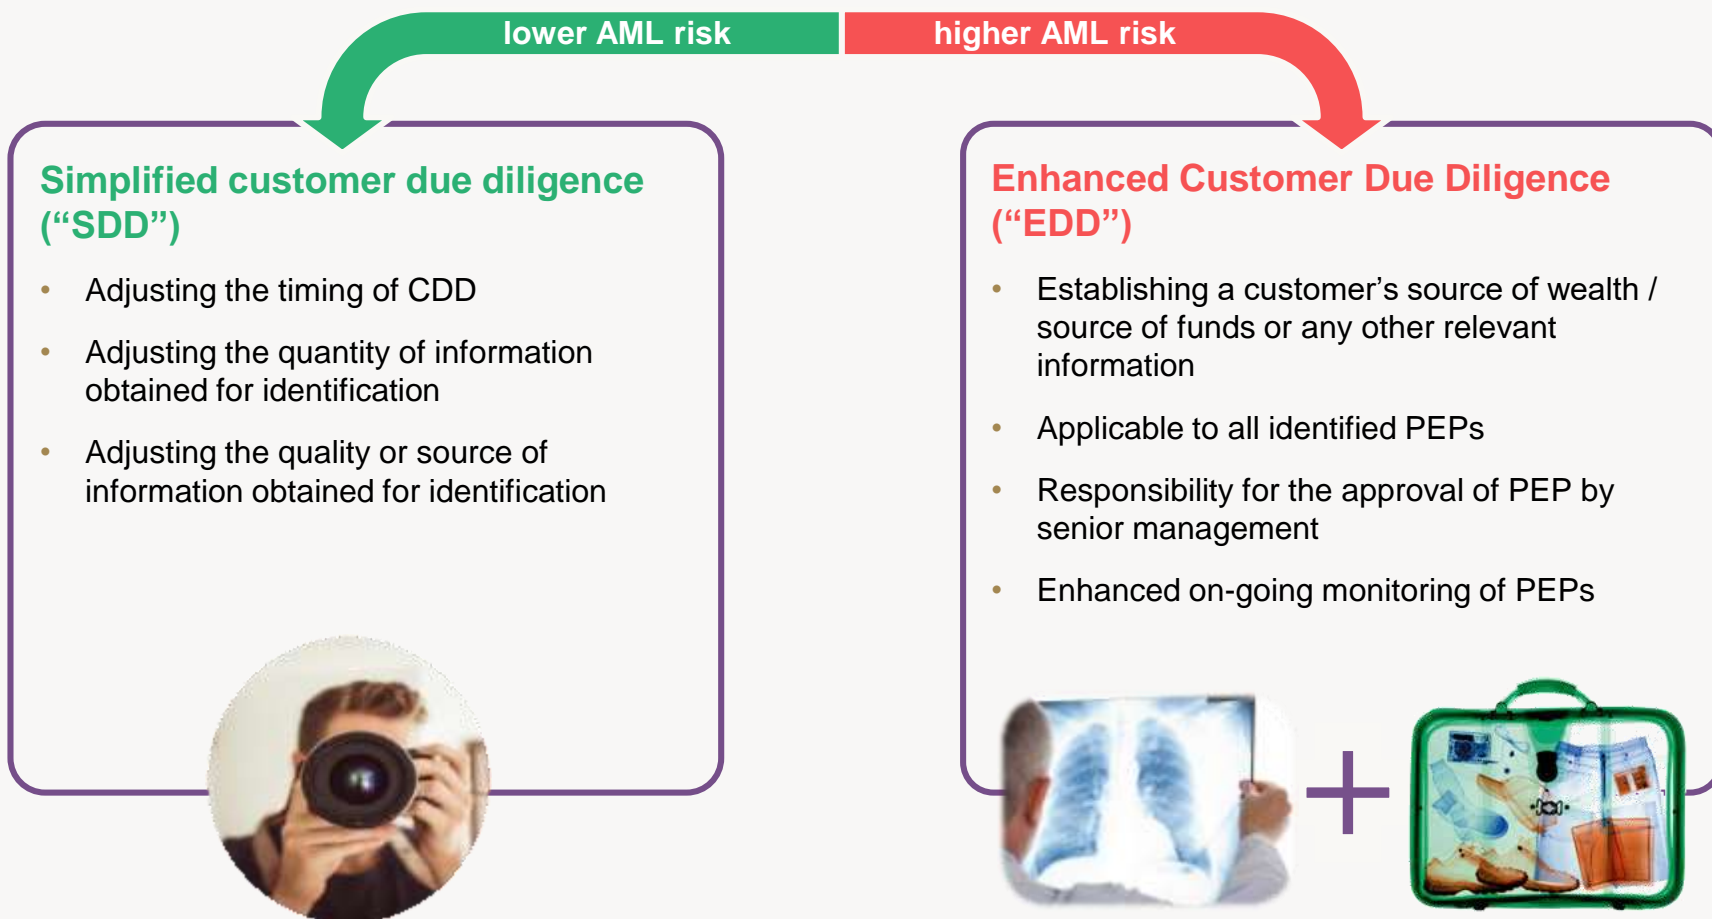 lower AML risk
higher AML risk
Simplified customer due diligence
(“SDD”)
• Adjusting the timing of CDD
• Adjusting the quantity of information
obtained for identification
• Adjusting the quality or source of
information obtained for identification
Enhanced Customer Due Diligence
(“EDD”)
• Establishing a customer’s source of wealth /
source of funds or any other relevant
information
• Applicable to all identified PEPs
• Responsibility for the approval of PEP by
senior management
• Enhanced on-going monitoring of PEPs